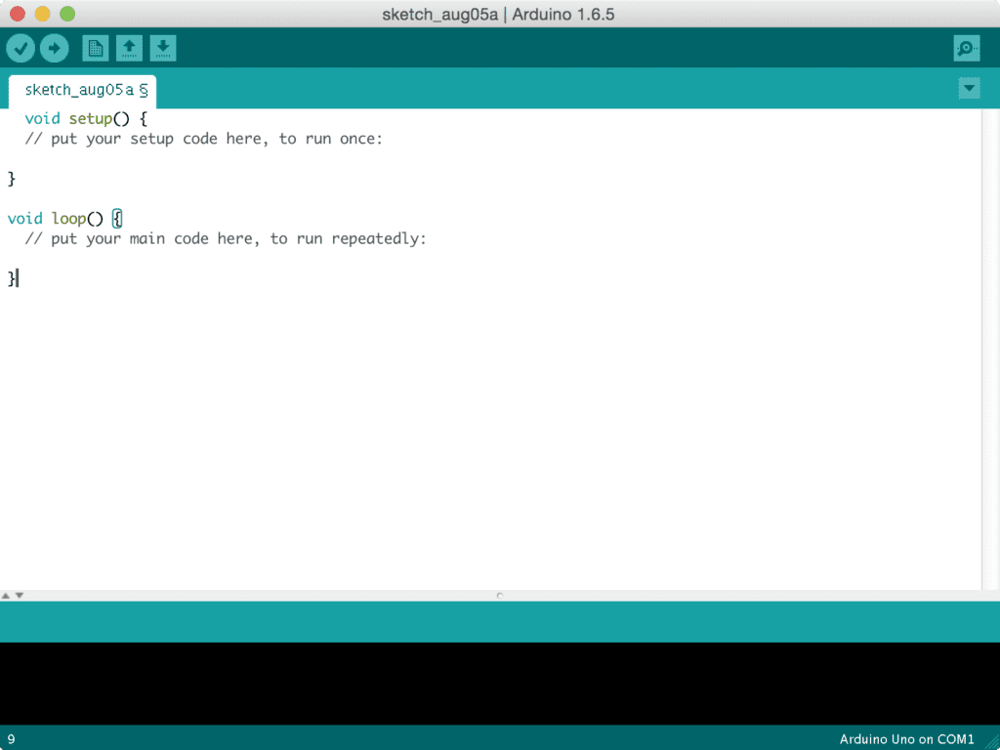 sketch_aug05a | Arduino 1.6.5
sketch_aug05a §
void setup() {
// put your setup code here, to run once:
}
void loop() {
// put your main code here, to run repeatedly:
}
9
Arduino Uno on COM1